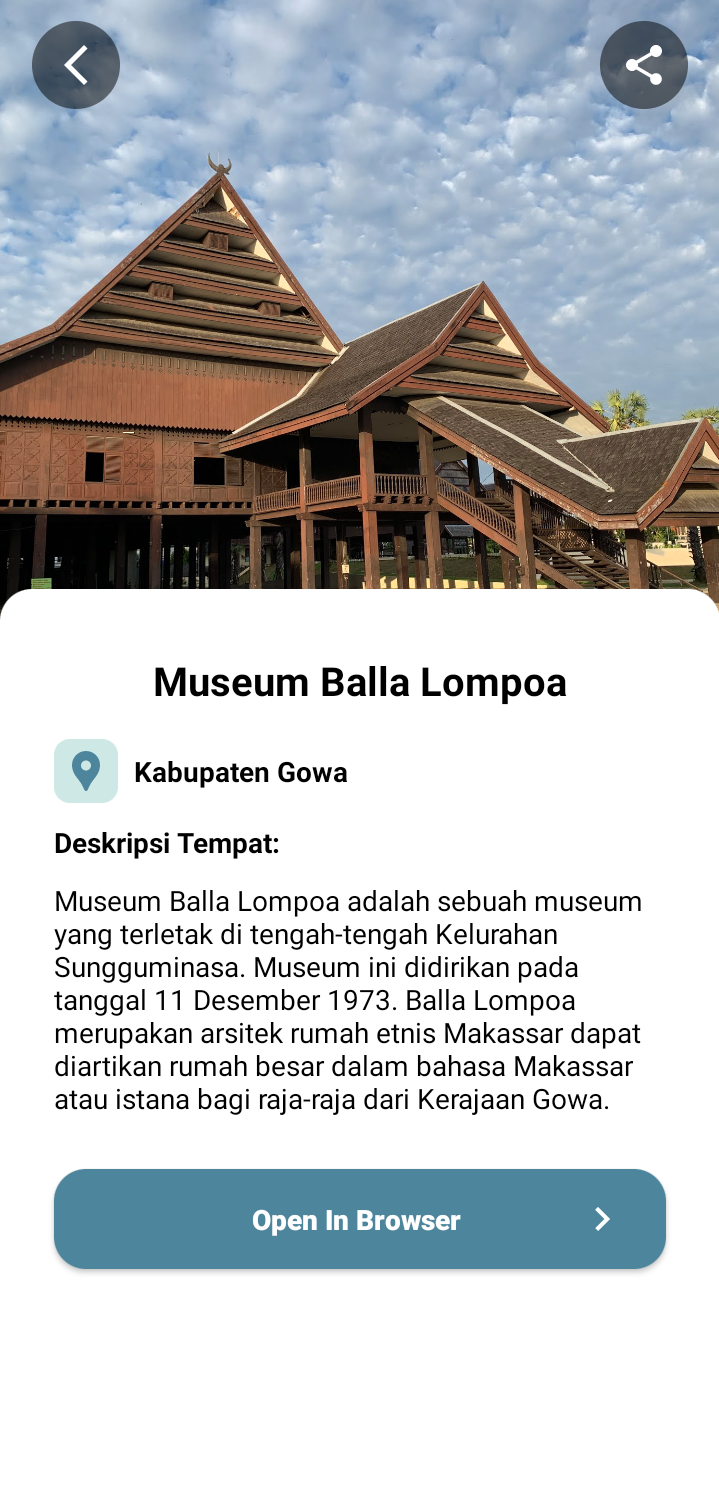 Museum Balla Lompoa
Kabupaten Gowa
Deskripsi Tempat:
Museum Balla Lompoa adalah sebuah museum
yang terletak di tengah-tengah Kelurahan
Sungguminasa. Museum ini didirikan pada
tanggal 11 Desember 1973. Balla Lompoa
merupakan arsitek rumah etnis Makassar dapat
diartikan rumah besar dalam bahasa Makassar
atau istana bagi raja-raja dari Kerajaan Gowa.
Open In Browser